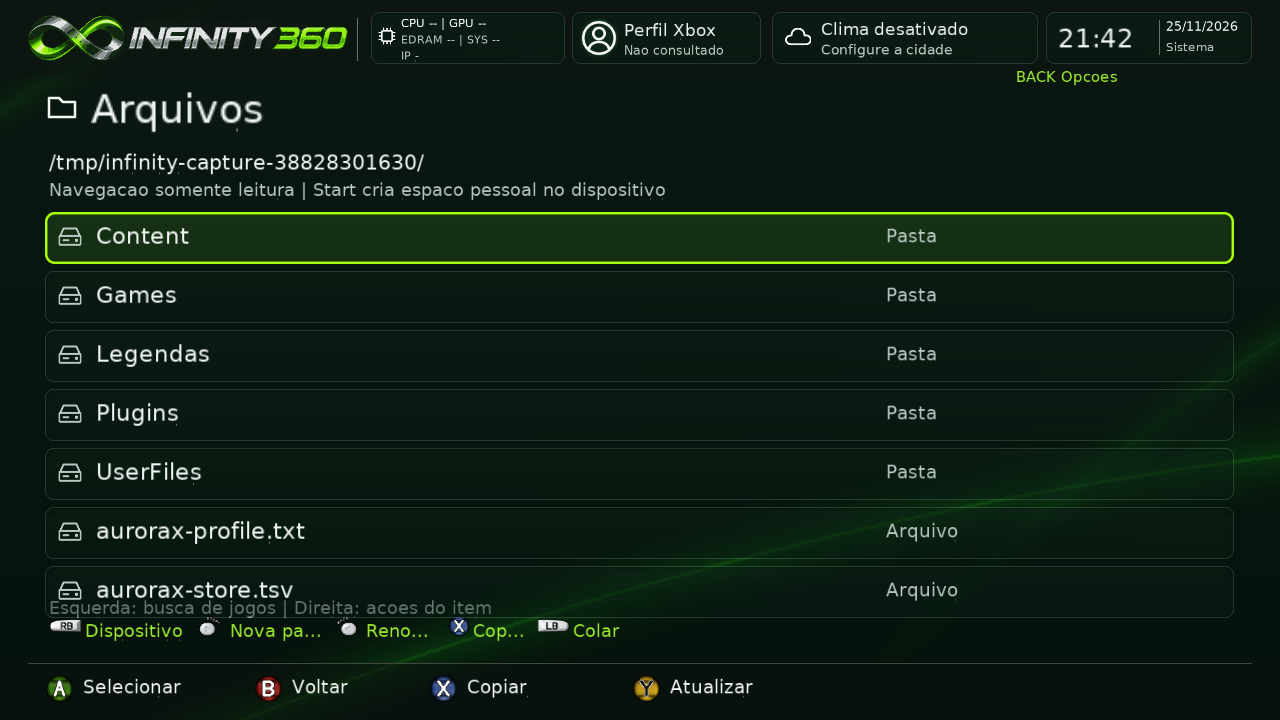 INFINITY 360
CPU -- | GPU --
EDRAM -- | SYS --
IP -
Perfil Xbox
Nao consultado
Clima desativado
Configure a cidade
21:42
25/11/2026
Sistema
BACK Opcoes
Arquivos
/tmp/infinity-capture-38828301630/
Navegacao somente leitura | Start cria espaco pessoal no dispositivo
Content Pasta
Games Pasta
Legendas Pasta
Plugins Pasta
UserFiles Pasta
aurorax-profile.txt Arquivo
aurorax-store.tsv Arquivo
Esquerda: busca de jogos | Direita: acoes do item
RB Dispositivo Nova pa... Reno... X Cop... LB Colar
A Selecionar B Voltar X Copiar Y Atualizar